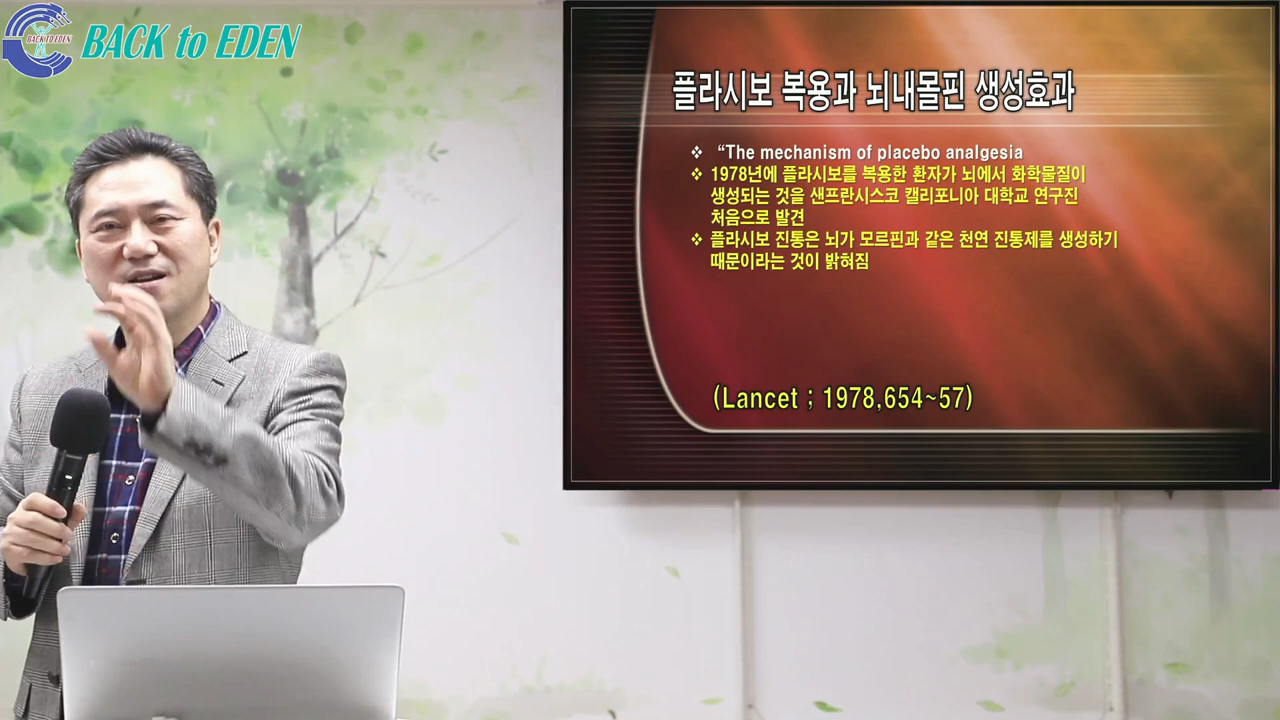 BACK TO EDEN
BACK to EDEN
플라시보 복용과 뇌내몰핀 생성효과
❖ “The mechanism of placebo analgesia
❖ 1978년에 플라시보를 복용한 환자가 뇌에서 화학물질이
생성되는 것을 샌프란시스코 캘리포니아 대학교 연구진
처음으로 발견
❖ 플라시보 진통은 뇌가 모르핀과 같은 천연 진통제를 생성하기
때문이라는 것이 밝혀짐
(Lancet ; 1978,654~57)